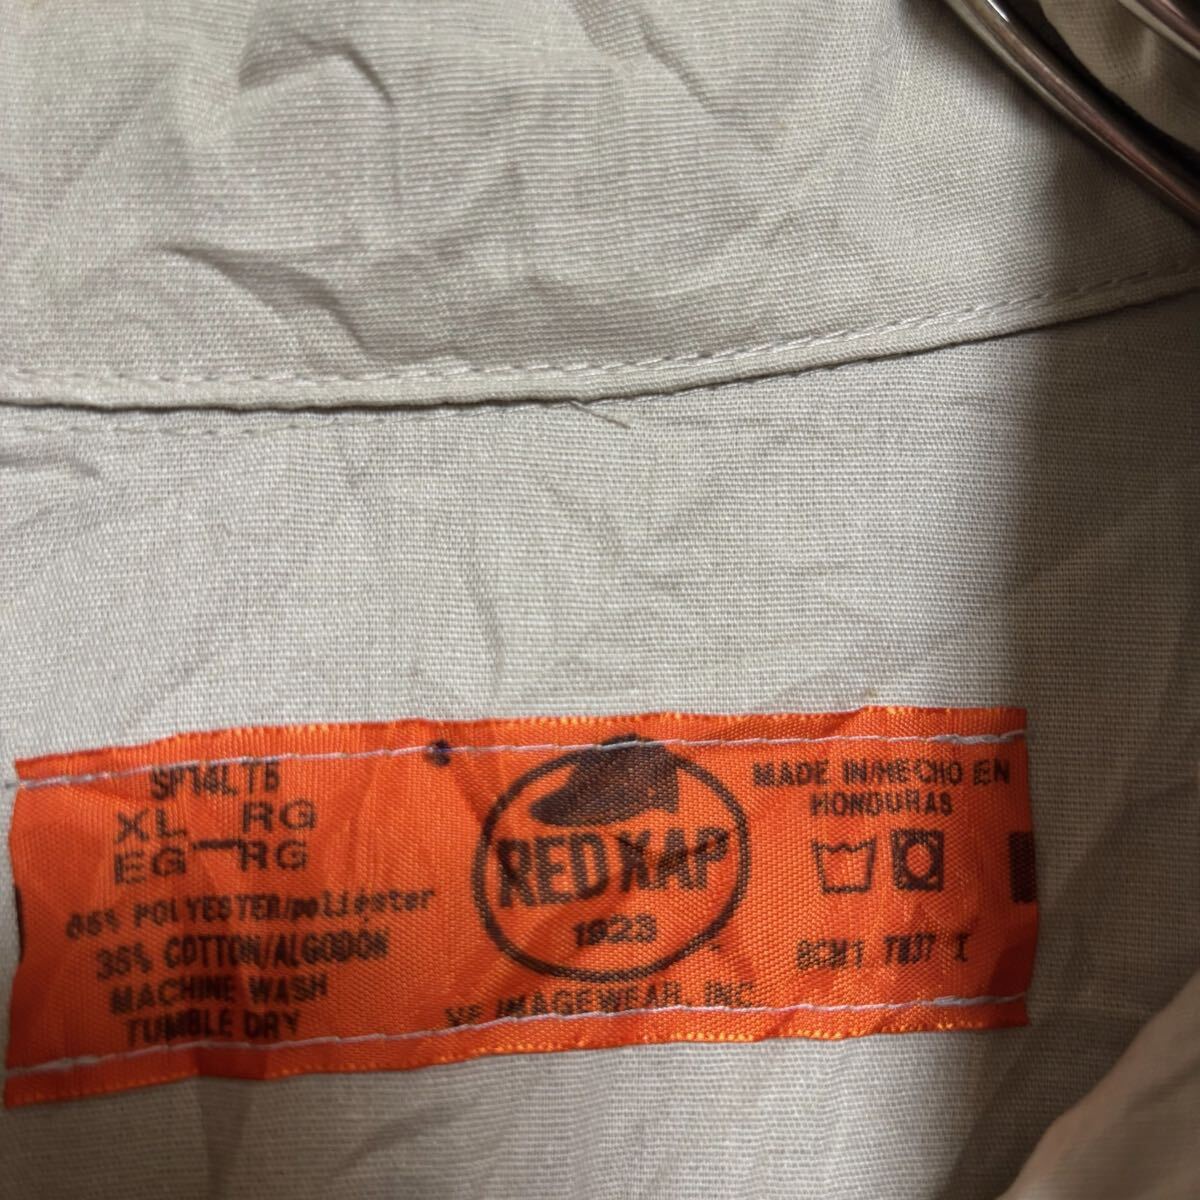 SP14LT5
XL RG
EG RG
65% POLYESTER/poliéster
35% COTTON/ALGODÓN
MACHINE WASH
TUMBLE DRY
RED KAP
1923
VF IMAGEWEAR, INC
MADE IN/HECHO EN
HONDURAS